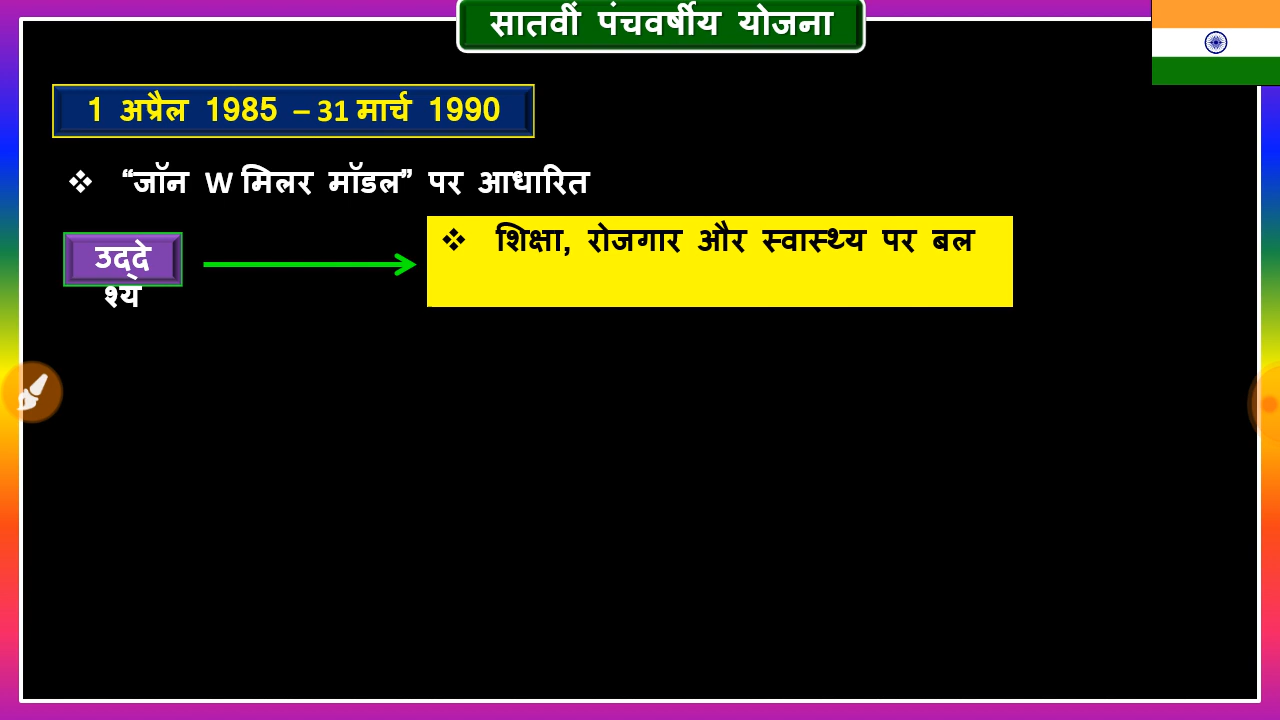 सातवीं पंचवर्षीय योजना
1 अप्रैल 1985 – 31 मार्च 1990
❖ “जॉन W मिलर मॉडल” पर आधारित
❖ शिक्षा, रोजगार और स्वास्थ्य पर बल
उद्दे
श्य